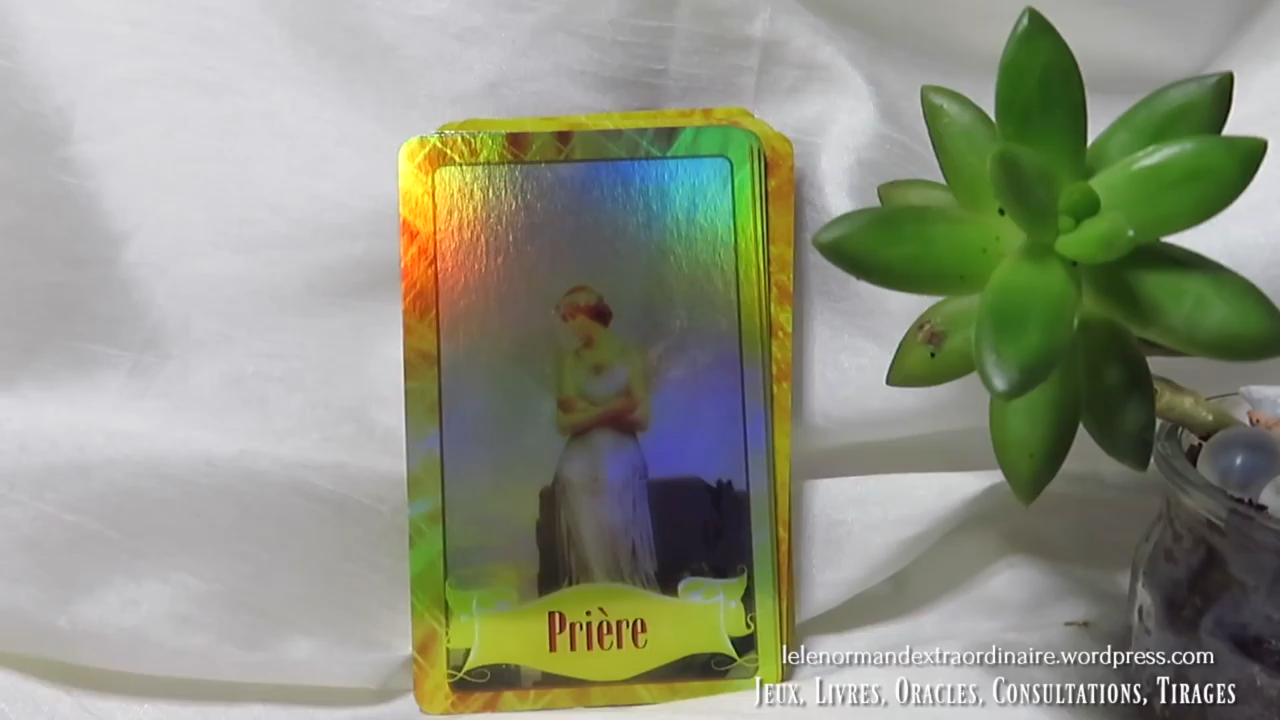 Prière
lelenormandextraordinaire.wordpress.com
Jeux, Livres, Oracles, Consultations, Tirages